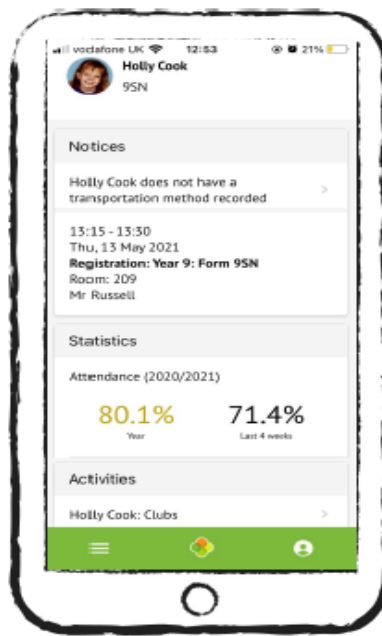 vodafone UK 12:53 21%
Holly Cook
9SN
Notices
Holly Cook does not have a
transportation method recorded
13:15 - 13:30
Thu, 13 May 2021
Registration: Year 9: Form 9SN
Room: 209
Mr Russell
Statistics
Attendance (2020/2021)
80.1% 71.4%
Year Last 4 weeks
Activities
Holly Cook: Clubs